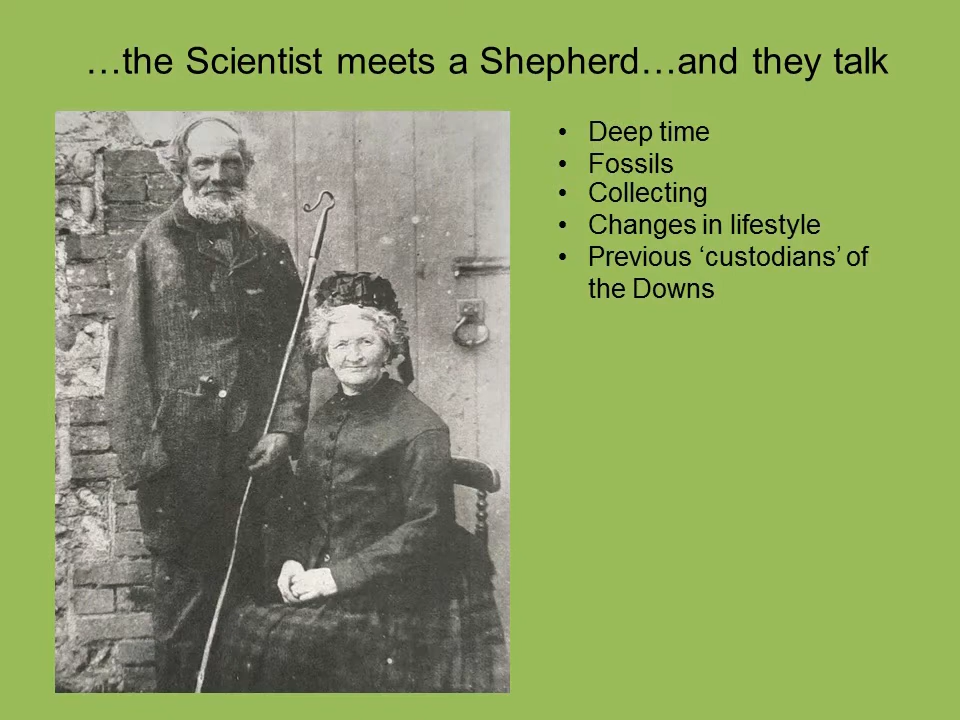 …the Scientist meets a Shepherd…and they talk
• Deep time
• Fossils
• Collecting
• Changes in lifestyle
• Previous ‘custodians’ of
the Downs